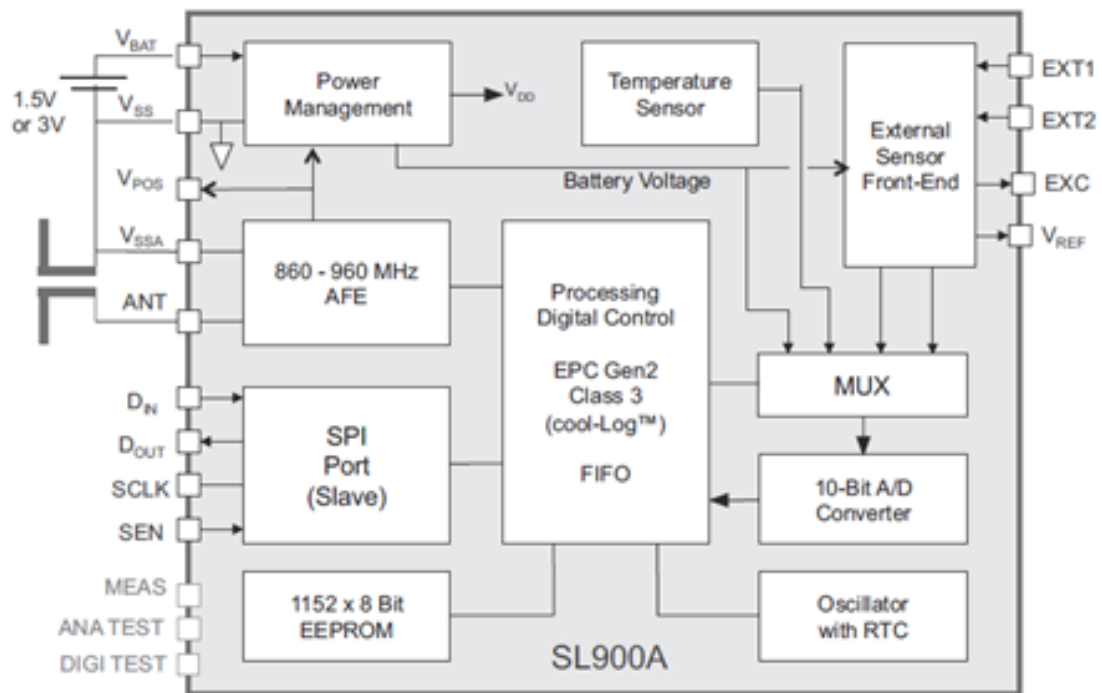 V_BAT
1.5V
or 3V
V_SS
V_POS
V_SSA
ANT
D_IN
D_OUT
SCLK
SEN
MEAS
ANA TEST
DIGI TEST
Power
Management
V_DD
Temperature
Sensor
External
Sensor
Front-End
EXT1
EXT2
EXC
V_REF
Battery Voltage
860 - 960 MHz
AFE
Processing
Digital Control
EPC Gen2
Class 3
(cool-Log™)
FIFO
MUX
SPI
Port
(Slave)
10-Bit A/D
Converter
1152 x 8 Bit
EEPROM
Oscillator
with RTC
SL900A